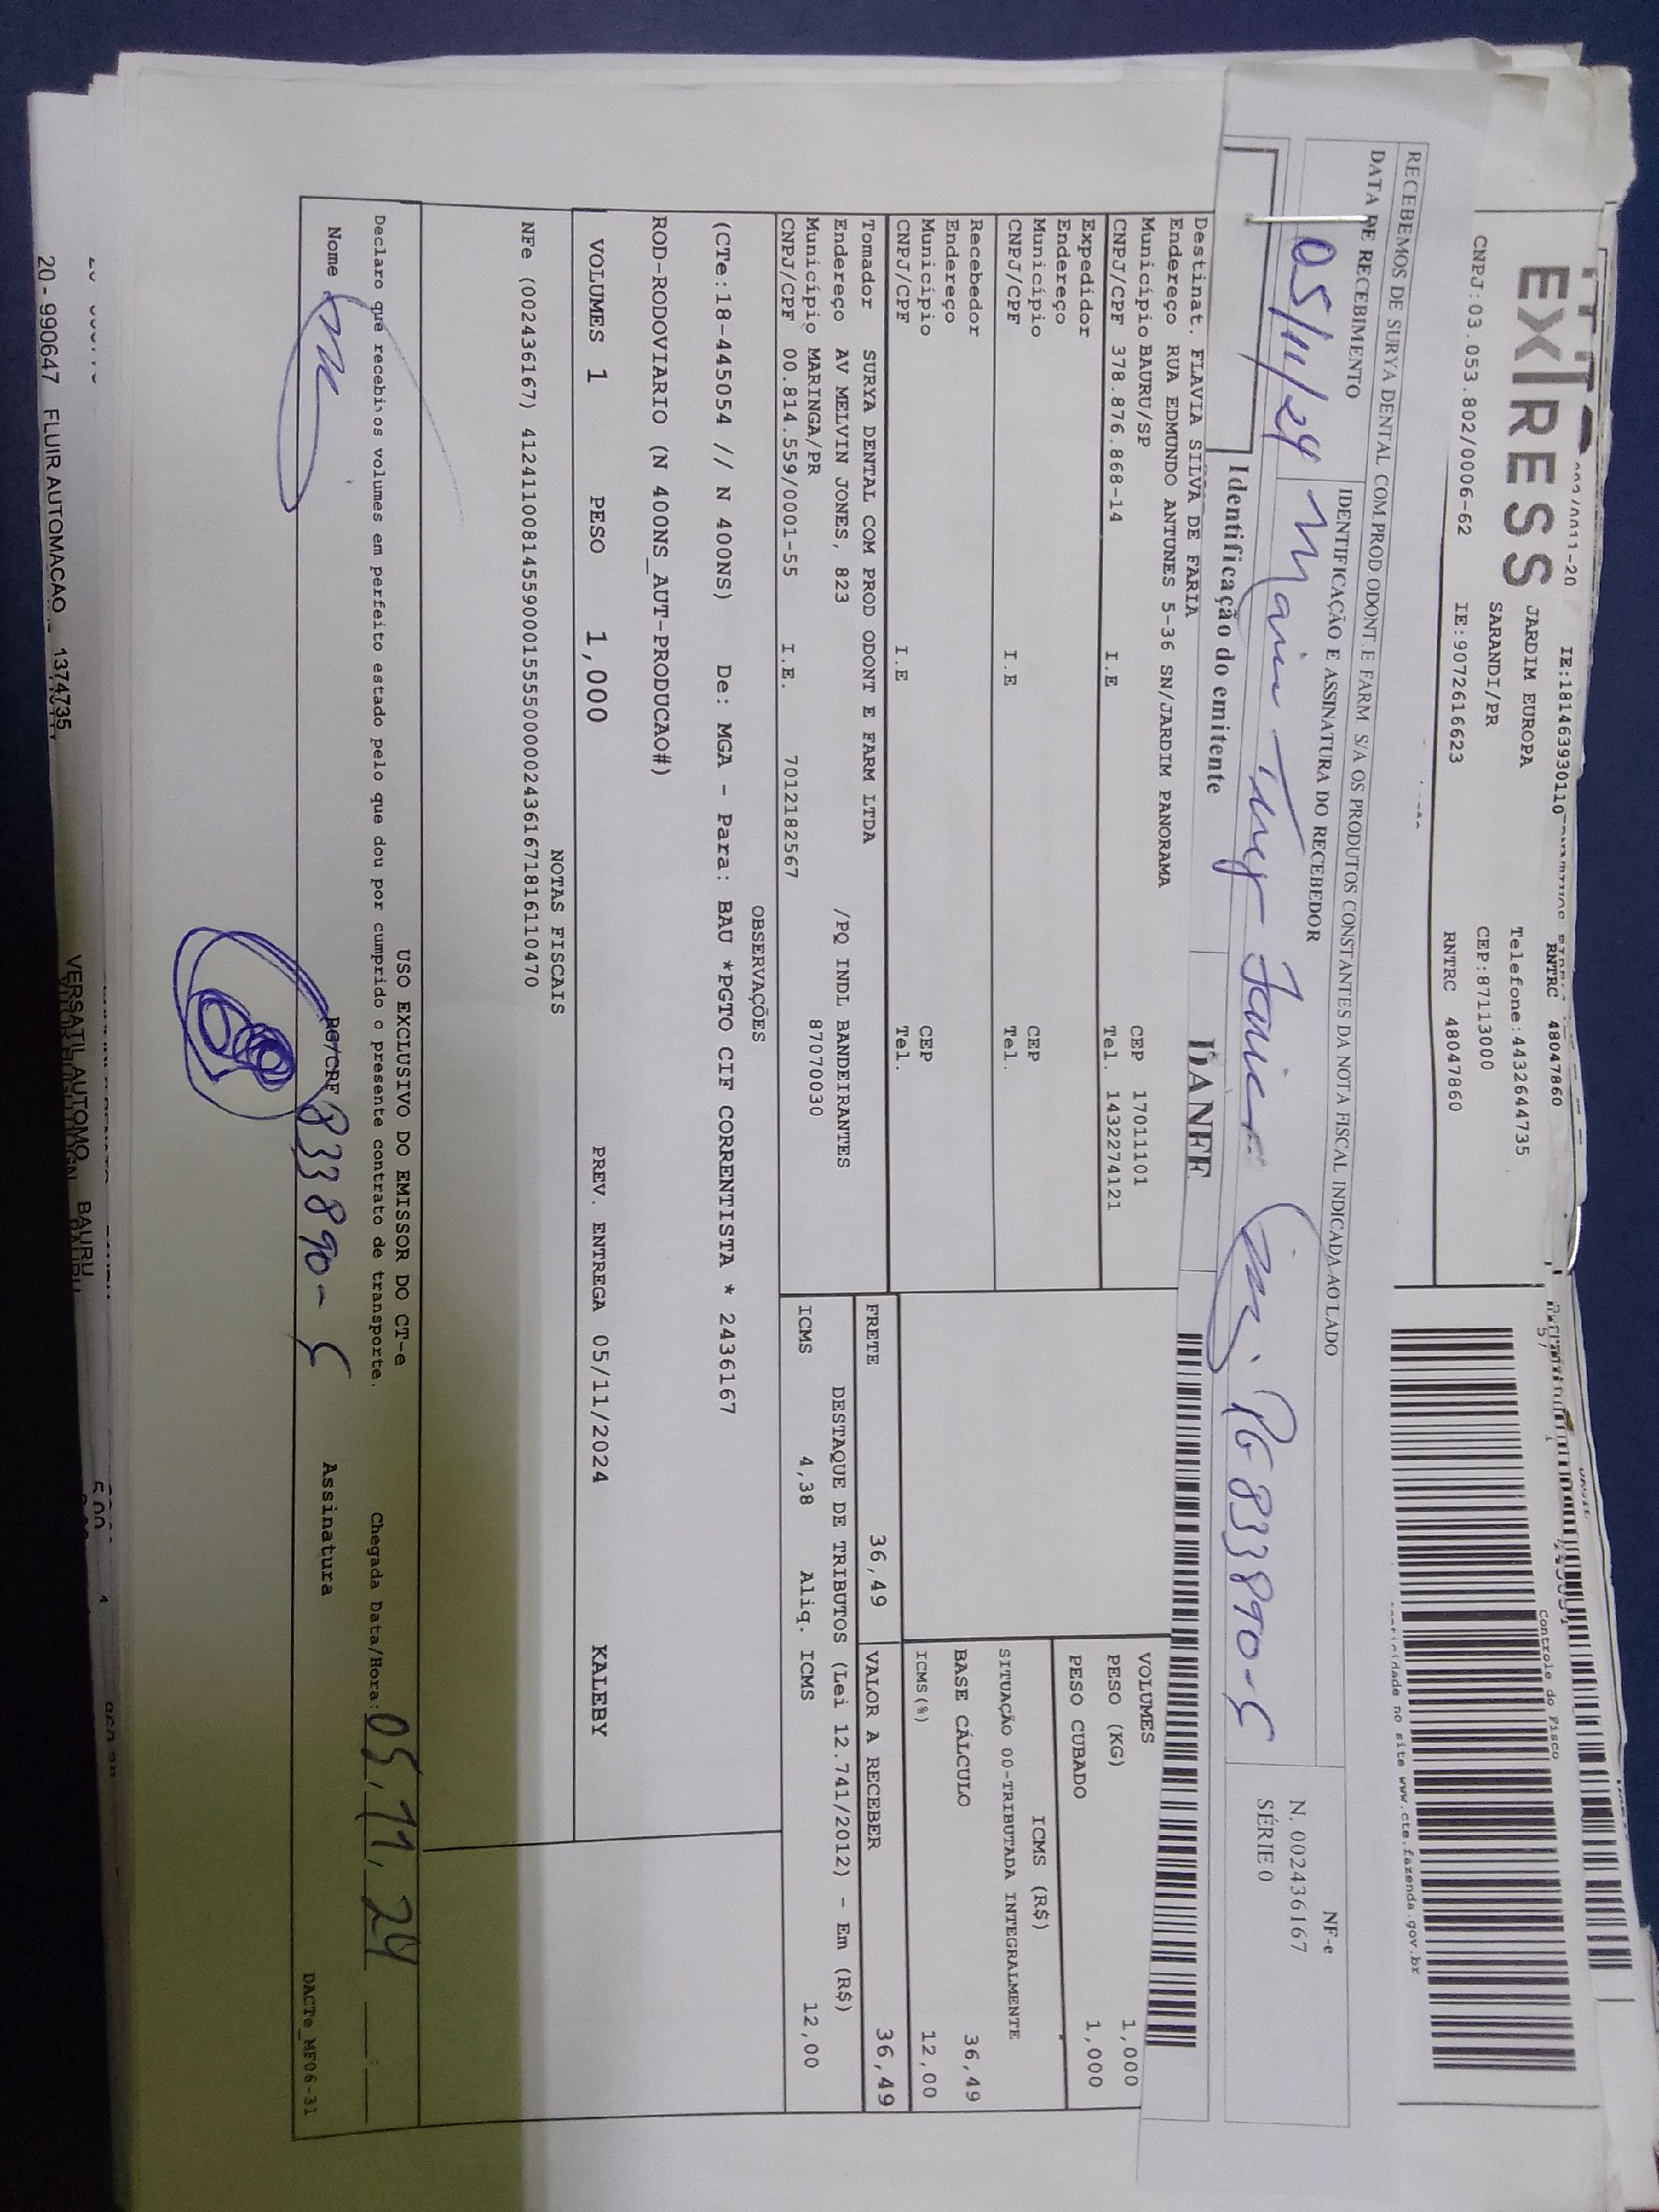 EXPRESS
JARDIM EUROPA
Telefone:4432644735
SARANDI/PR
CEP:87113000
CNPJ:03.053.802/0006-62
IE:9072616623
RNTRC 48047860
IE:181463930110
RNTRC 48047860
Controle do Fisco
no site www.cte.fazenda.gov.br
RECEBEMOS DE SURYA DENTAL COM.PROD.ODONT.E FARM. S/A OS PRODUTOS CONSTANTES DA NOTA FISCAL INDICADA AO LADO
DATA DE RECEBIMENTO
IDENTIFICAÇÃO E ASSINATURA DO RECEBEDOR
NF-e
N. 002436167
SÉRIE 0
05/11/24
RG 833890-5
Identificação do emitente
DANFE
Destinat. FLAVIA SILVA DE FARIA
Endereço RUA EDMUNDO ANTUNES 5-36 SN/JARDIM PANORAMA
Município BAURU/SP
CEP 17011101
CNPJ/CPF 378.876.868-14
I.E
Tel. 1432274121
Expedidor
Endereço
Município
CEP
CNPJ/CPF
I.E
Tel.
Recebedor
Endereço
Município
CEP
CNPJ/CPF
I.E
Tel.
VOLUMES
PESO (KG) 1,000
PESO CUBADO 1,000
ICMS (R$)
SITUAÇÃO 00-TRIBUTADA INTEGRALMENTE
BASE CÁLCULO 36,49
ICMS(%) 12,00
Tomador SURYA DENTAL COM PROD ODONT E FARM LTDA
Endereço AV MELVIN JONES, 823 /PQ INDL BANDEIRANTES
Município MARINGA/PR 87070030
CNPJ/CPF 00.814.559/0001-55 I.E. 7012182567
FRETE 36,49
VALOR A RECEBER 36,49
DESTAQUE DE TRIBUTOS (Lei 12.741/2012) - Em (R$)
ICMS 4,38 Aliq. ICMS 12,00
OBSERVAÇÕES
(CTe:18-445054 // N 400NS) De: MGA - Para: BAU *PGTO CIF CORRENTISTA * 2436167
ROD-RODOVIARIO (N 400NS_AUT-PRODUCAO#)
VOLUMES 1 PESO 1,000 PREV. ENTREGA 05/11/2024 KALEBY
NOTAS FISCAIS
NFe (002436167) 41241100814559000155550000024361671816110470
USO EXCLUSIVO DO EMISSOR DO CT-e
Declaro que recebi os volumes em perfeito estado pelo que dou por cumprido o presente contrato de transporte.
Chegada Data/Hora: 05/11/24
Nome
RG/CPF 833890-5
Assinatura
DACTe_MF06-31
20 - 990647 FLUIR AUTOMACAO 1374735
VERSATIL AUTOMO
BAURU